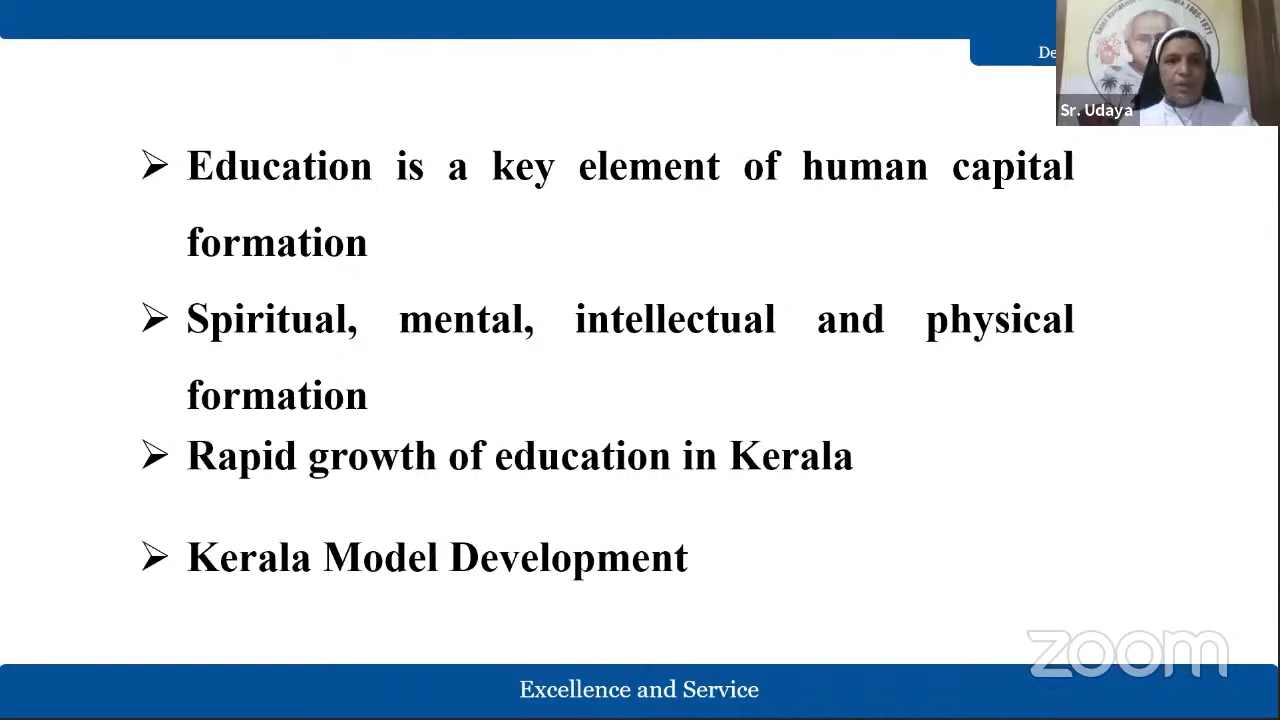 De
Sr. Udaya
➢ Education is a key element of human capital
formation
➢ Spiritual, mental, intellectual and physical
formation
➢ Rapid growth of education in Kerala
➢ Kerala Model Development
zoom
Excellence and Service